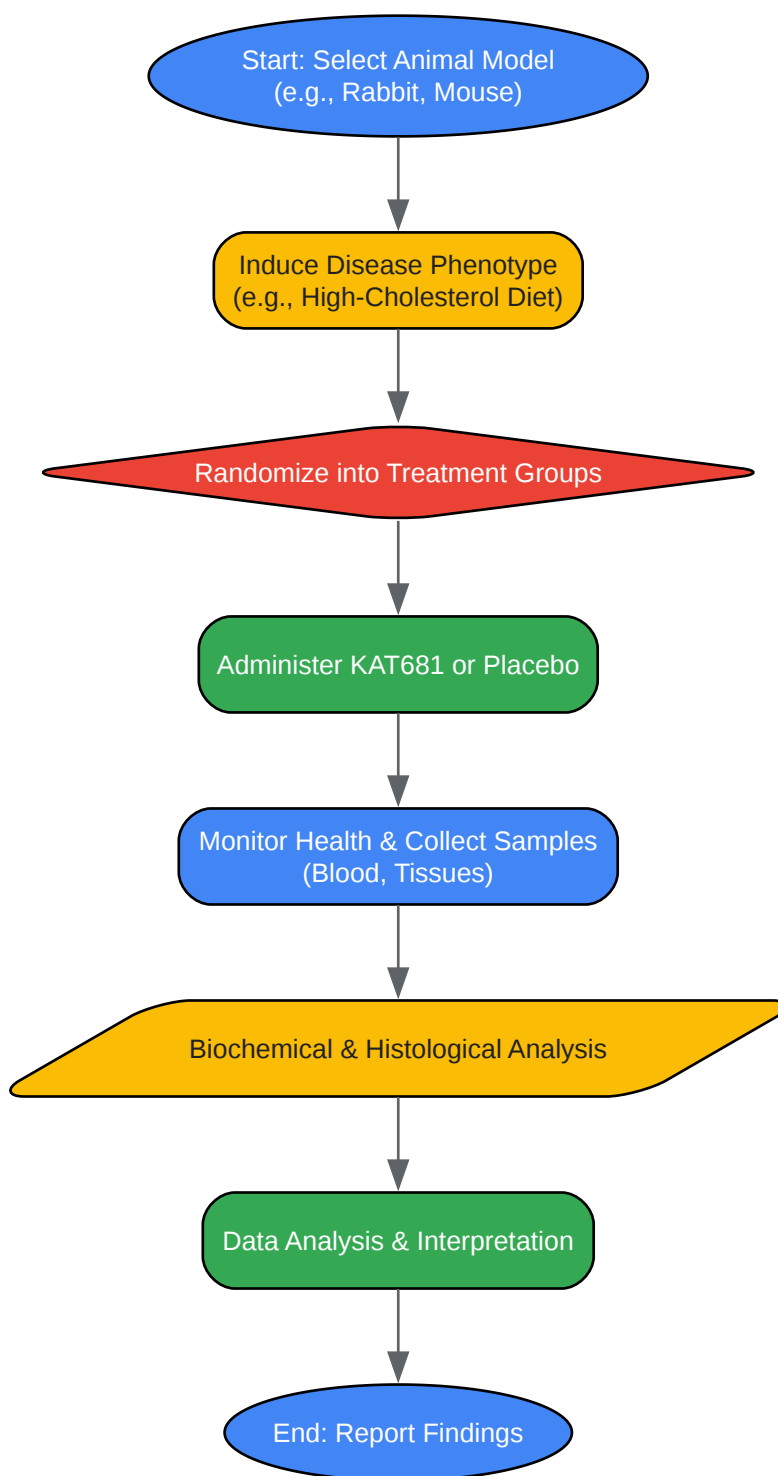 Start: Select Animal Model
(e.g., Rabbit, Mouse)
Induce Disease Phenotype
(e.g., High-Cholesterol Diet)
Randomize into Treatment Groups
Administer KAT681 or Placebo
Monitor Health & Collect Samples
(Blood, Tissues)
Biochemical & Histological Analysis
Data Analysis & Interpretation
End: Report Findings